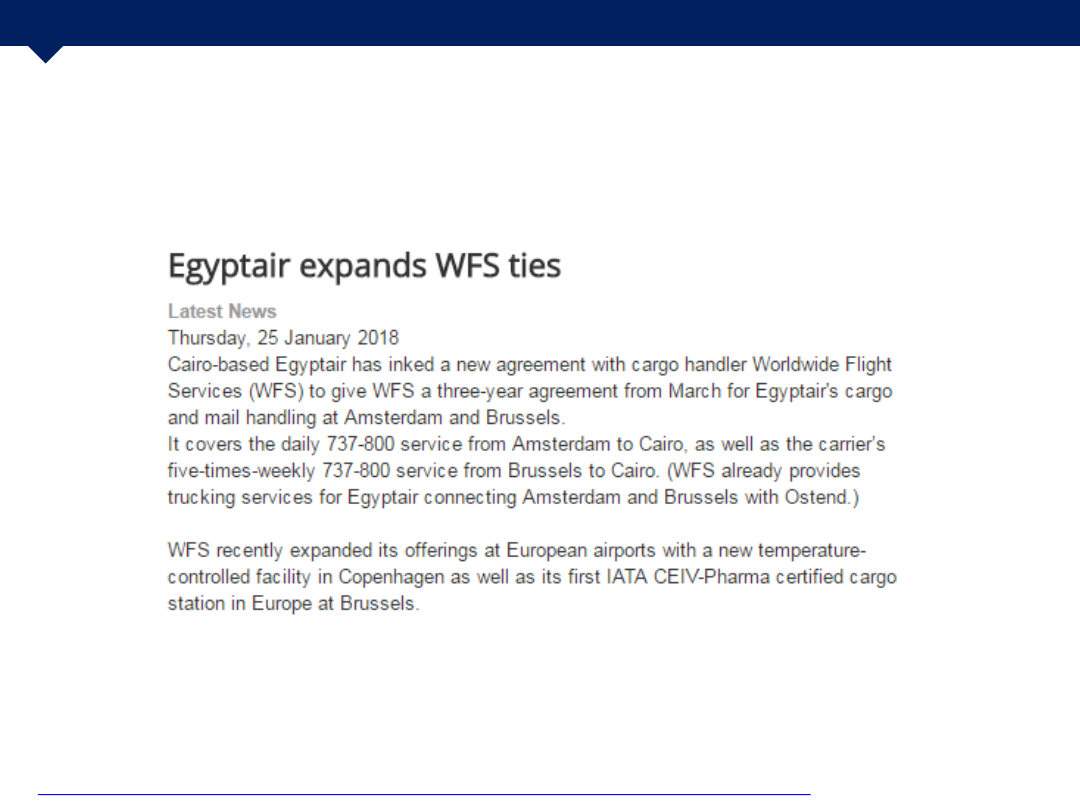 Egyptair expands WFS ties
Latest News
Thursday, 25 January 2018
Cairo-based Egyptair has inked a new agreement with cargo handler Worldwide Flight
Services (WFS) to give WFS a three-year agreement from March for Egyptair's cargo
and mail handling at Amsterdam and Brussels.
It covers the daily 737-800 service from Amsterdam to Cairo, as well as the carrier's
five-times-weekly 737-800 service from Brussels to Cairo. (WFS already provides
trucking services for Egyptair connecting Amsterdam and Brussels with Ostend.)
WFS recently expanded its offerings at European airports with a new temperature-
controlled facility in Copenhagen as well as its first IATA CEIV-Pharma certified cargo
station in Europe at Brussels.